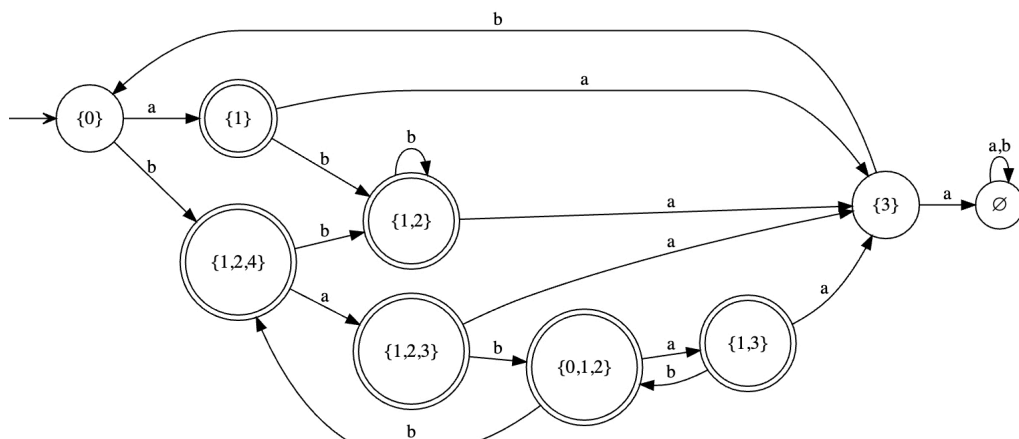 b
a
{0}
a
{1}
b
b
b
a
{1,2}
{3}
a
a,b
∅
{1,2,4}
b
a
a
{1,2,3}
b
{0,1,2}
a
b
{1,3}
a
b